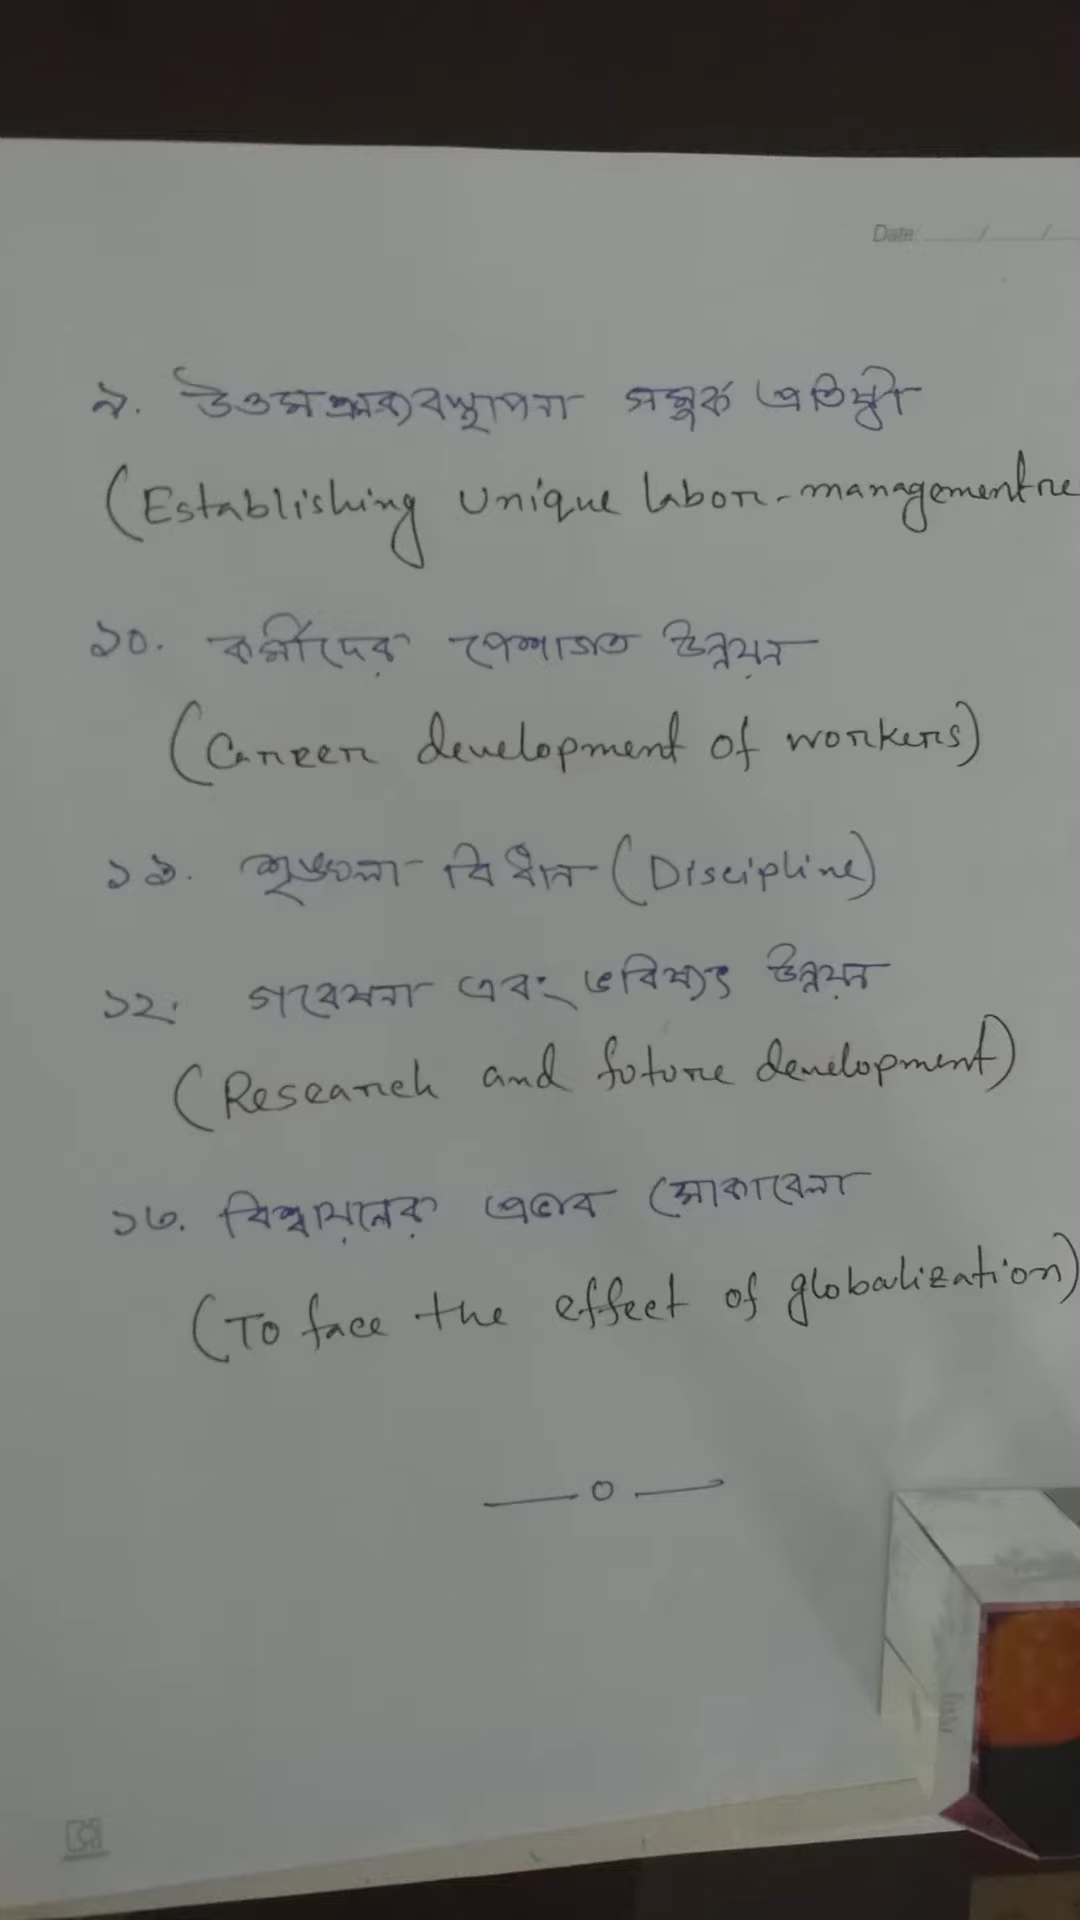 Date: / /
৯. উত্তম শ্রম ব্যবস্থাপনা সম্পর্ক প্রতিষ্ঠা
(Establishing Unique labor-management re
১০. কর্মীদের পেশাগত উন্নয়ন
(Career development of workers)
১১. শৃঙ্খলা বিধান (Discipline)
১২. গবেষনা এবং ভবিষ্যৎ উন্নয়ন
(Research and future development)
১৩. বিশ্বায়নের প্রভাব মোকাবেলা
(To face the effect of globalization)
— o —